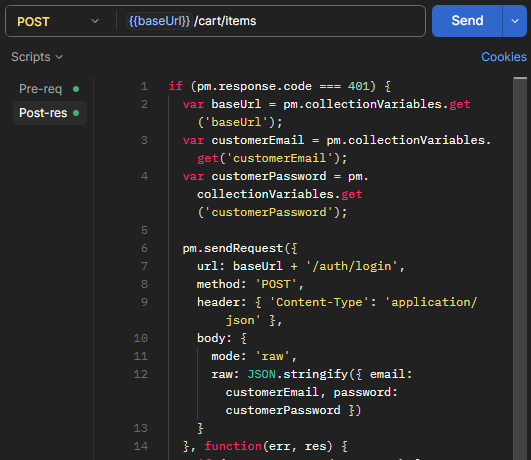 POST {{baseUrl}} /cart/items Send
Scripts Cookies
Pre-req
Post-res
1 if (pm.response.code === 401) {
2 var baseUrl = pm.collectionVariables.get
('baseUrl');
3 var customerEmail = pm.collectionVariables.
get('customerEmail');
4 var customerPassword = pm.
collectionVariables.get
('customerPassword');
5
6 pm.sendRequest({
7 url: baseUrl + '/auth/login',
8 method: 'POST',
9 header: { 'Content-Type': 'application/
json' },
10 body: {
11 mode: 'raw',
12 raw: JSON.stringify({ email:
customerEmail, password:
customerPassword })
13 }
14 }, function(err, res) {